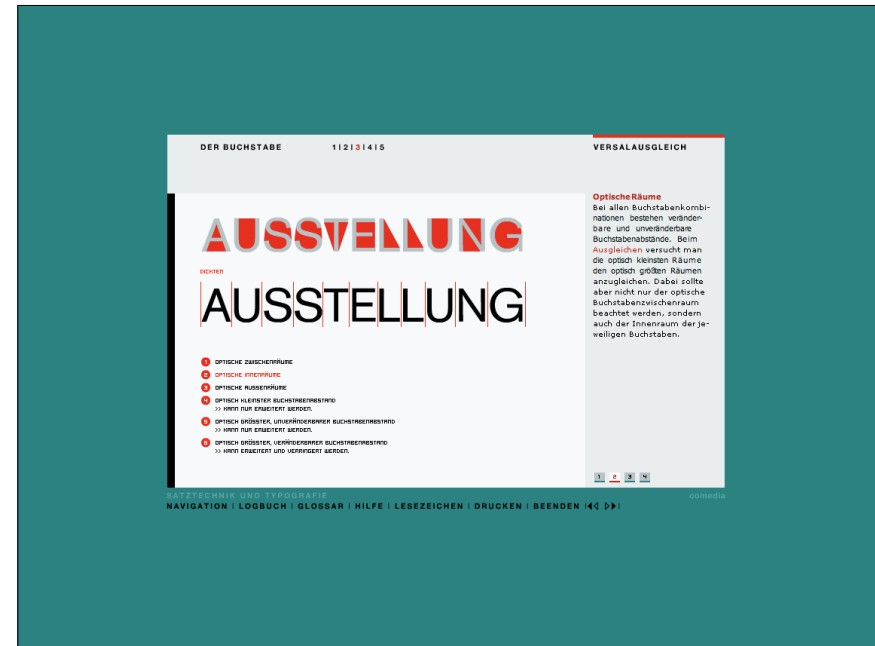 DER BUCHSTABE
1|2|3|4|5
VERSALAUSGLEICH
AUSSTELLUNG
DICKTEN
AUSSTELLUNG
1 OPTISCHE ZWISCHENRÄUME
2 OPTISCHE INNENRÄUME
3 OPTISCHE AUSSENRÄUME
4 OPTISCH KLEINSTER BUCHSTABENABSTAND
>> KANN NUR ERWEITERT WERDEN.
5 OPTISCH GRÖSSTER, UNVERÄNDERBARER BUCHSTABENABSTAND
>> KANN NUR ERWEITERT WERDEN.
6 OPTISCH GRÖSSTER, VERÄNDERBARER BUCHSTABENABSTAND
>> KANN ERWEITERT UND VERRINGERT WERDEN.
Optische Räume
Bei allen Buchstabenkombi-
nationen bestehen veränder-
bare und unveränderbare
Buchstabenabstände. Beim
Ausgleichen versucht man
die optisch kleinsten Räume
den optisch größten Räumen
anzugleichen. Dabei sollte
aber nicht nur der optische
Buchstabenzwischenraum
beachtet werden, sondern
auch der Innenraum der je-
weiligen Buchstaben.
1 2 3 4
SATZTECHNIK UND TYPOGRAFIE
comedia
NAVIGATION | LOGBUCH | GLOSSAR | HILFE | LESEZEICHEN | DRUCKEN | BEENDEN |